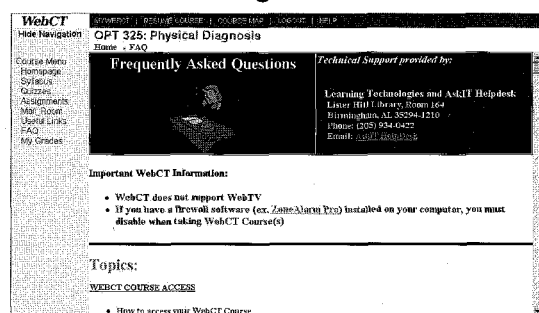 WebCT
MYWEBCT | RESUME COURSE | COURSE MAP | LOGOUT | HELP
Hide Navigation
OPT 325: Physical Diagnosis
Home › FAQ
Course Menu
Homepage
Syllabus
Quizzes
Assignments
Mail Room
Useful Links
FAQ
My Grades
Frequently Asked Questions
Technical Support provided by:
Learning Technologies and AskIT Helpdesk
Lister Hill Library, Room 164
Birmingham, AL 35294-1210
Phone: (205) 934-0422
Email: AskIT Helpdesk
Important WebCT Information:
• WebCT does not support WebTV
• If you have a firewall software (ex. ZoneAlarm Pro) installed on your computer, you must
disable when taking WebCT Course(s)
Topics:
WEBCT COURSE ACCESS
• How to access your WebCT Course